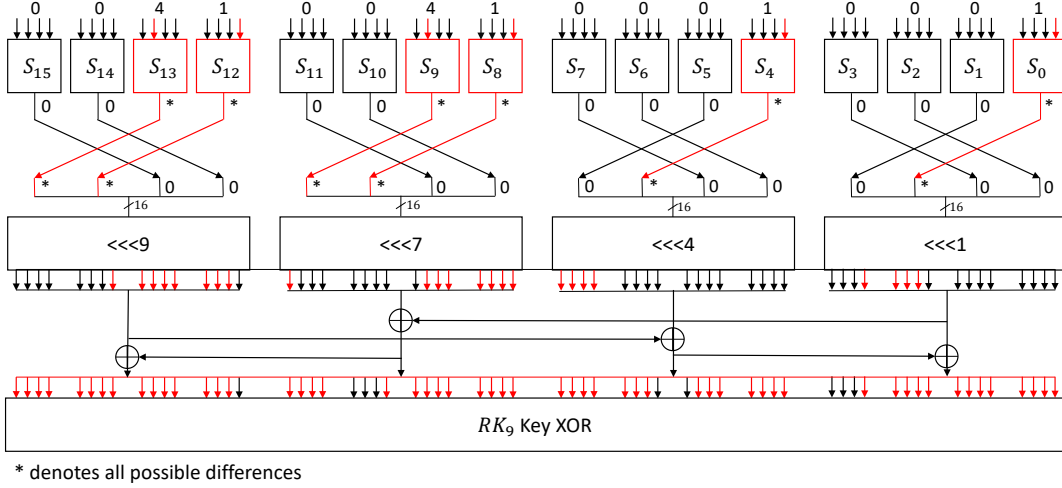 0 0 4 1 0 0 4 1 0 0 0 1 0 0 0 1
S₁₅ S₁₄ S₁₃ S₁₂ S₁₁ S₁₀ S₉ S₈ S₇ S₆ S₅ S₄ S₃ S₂ S₁ S₀
0 0 * * 0 0 * * 0 0 0 * 0 0 0 *
* * 0 0 * * 0 0 0 * 0 0 0 * 0 0
16 16 16 16
<<<9 <<<7 <<<4 <<<1
RK₉ Key XOR
* denotes all possible differences